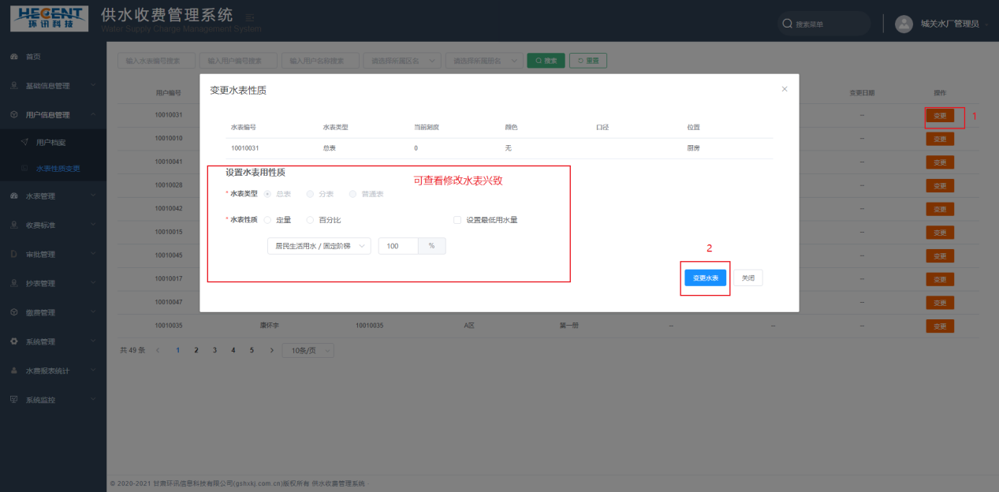 HECENT
环讯科技
供水收费管理系统
Water Supply Charge Management System
搜索菜单
城关水厂管理员
首页
基础信息管理
用户信息管理
用户档案
水表性质变更
水表管理
收费标准
审批管理
抄表管理
缴费管理
系统管理
水费报表统计
系统监控
输入水表编号搜索 输入用户编号搜索 输入用户名称搜索 请选择所属区名 请选择所属册名 搜索 重置
用户编号 变更日期 操作
10010031 -- 变更 1
10010010 -- 变更
10010041 -- 变更
10010028 -- 变更
10010042 -- 变更
10010015 -- 变更
10010045 -- 变更
10010017 -- 变更
10010047 -- 变更
10010035 康怀宇 10010035 A区 第一册 -- -- -- 变更
变更水表性质 ×
水表编号 水表类型 当前刻度 颜色 口径 位置
10010031 总表 0 无 厨房
设置水表用性质
可查看修改水表兴致
* 水表类型 总表 分表 普通表
* 水表性质 定量 百分比 设置最低用水量
居民生活用水 / 固定阶梯 100 %
2
变更水表 关闭
共 49 条 < 1 2 3 4 5 > 10条/页
© 2020-2021 甘肃环讯信息科技有限公司(gshxkj.com.cn)版权所有 供水收费管理系统